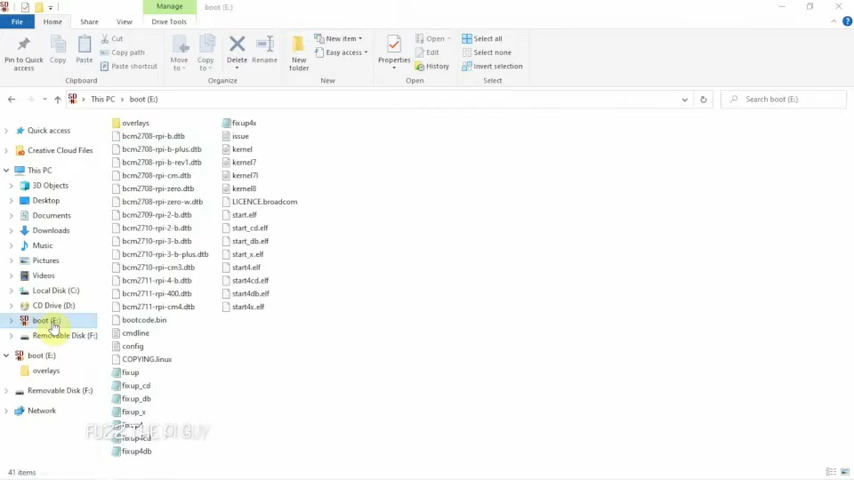 Manage
boot (E:)
File
Home
Share
View
Drive Tools
Pin to Quick access
Copy
Paste
Cut
Copy path
Paste shortcut
Clipboard
Move to
Copy to
Delete
Rename
Organize
New folder
New item
Easy access
New
Properties
Open
Edit
History
Open
Select all
Select none
Invert selection
Select
This PC
boot (E:)
Search boot (E:)
Quick access
Creative Cloud Files
This PC
3D Objects
Desktop
Documents
Downloads
Music
Pictures
Videos
Local Disk (C:)
CD Drive (D:)
boot (E:)
Removable Disk (F:)
boot (E:)
overlays
Removable Disk (F:)
Network
overlays
bcm2708-rpi-b.dtb
bcm2708-rpi-b-plus.dtb
bcm2708-rpi-b-rev1.dtb
bcm2708-rpi-cm.dtb
bcm2708-rpi-zero.dtb
bcm2708-rpi-zero-w.dtb
bcm2709-rpi-2-b.dtb
bcm2710-rpi-2-b.dtb
bcm2710-rpi-3-b.dtb
bcm2710-rpi-3-b-plus.dtb
bcm2710-rpi-cm3.dtb
bcm2711-rpi-4-b.dtb
bcm2711-rpi-400.dtb
bcm2711-rpi-cm4.dtb
bootcode.bin
cmdline
config
COPYING.linux
fixup
fixup_cd
fixup_db
fixup_x
fixup4cd
fixup4db
fixup4x
issue
kernel
kernel7
kernel7l
kernel8
LICENCE.broadcom
start.elf
start_cd.elf
start_db.elf
start_x.elf
start4.elf
start4cd.elf
start4db.elf
start4x.elf
FUZZ THE PI GUY
41 items